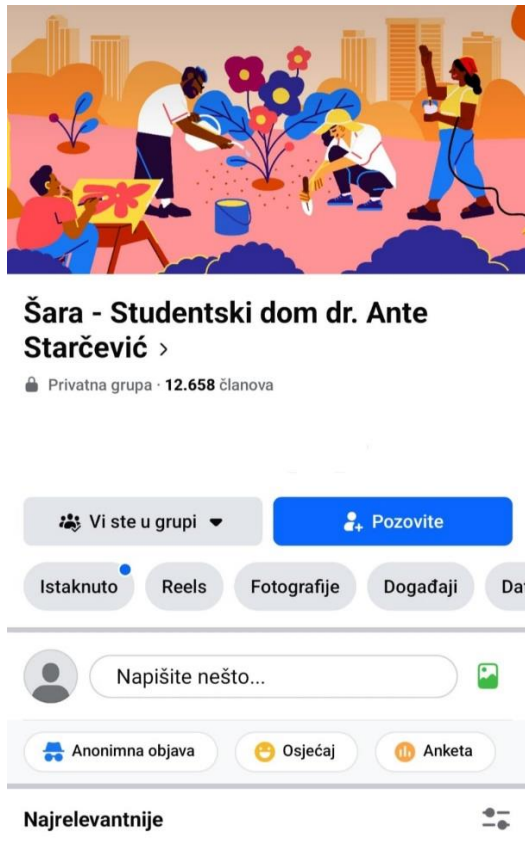 Šara - Studentski dom dr. Ante
Starčević >
Privatna grupa · 12.658 članova
Vi ste u grupi
Pozovite
Istaknuto
Reels
Fotografije
Događaji
Da
Napišite nešto...
Anonimna objava
Osjećaj
Anketa
Najrelevantnije